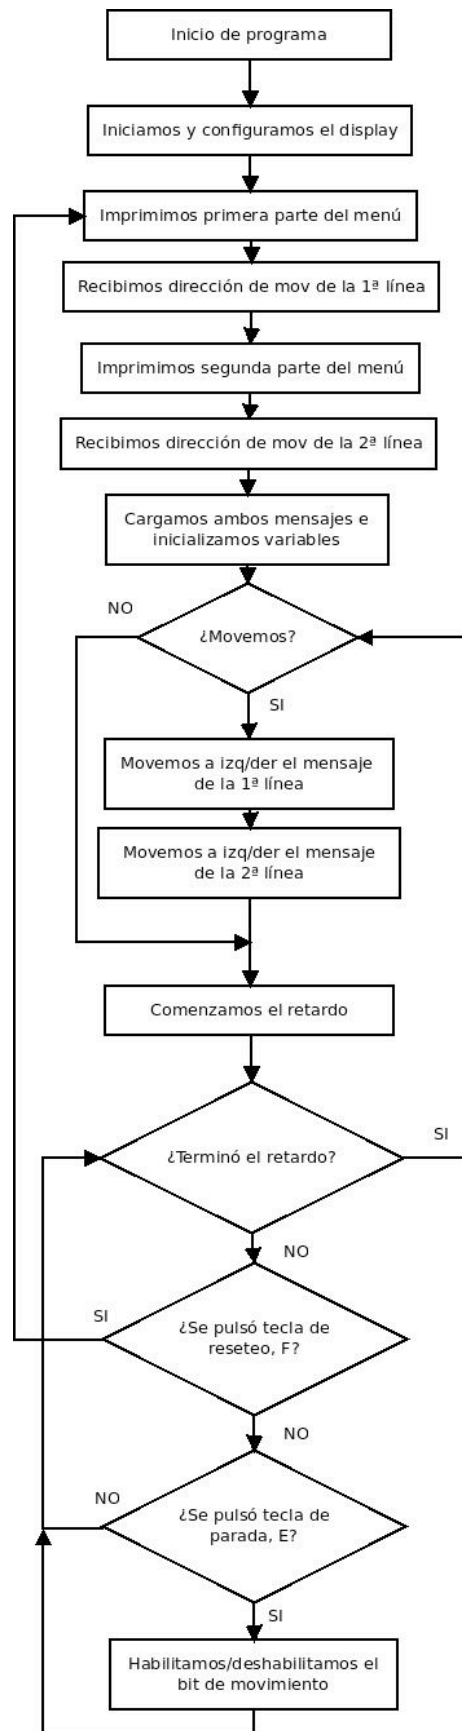 Inicio de programa
Iniciamos y configuramos el display
Imprimimos primera parte del menú
Recibimos dirección de mov de la 1ª línea
Imprimimos segunda parte del menú
Recibimos dirección de mov de la 2ª línea
Cargamos ambos mensajes e
inicializamos variables
NO
¿Movemos?
SI
Movemos a izq/der el mensaje
de la 1ª línea
Movemos a izq/der el mensaje
de la 2ª línea
Comenzamos el retardo
SI
¿Terminó el retardo?
NO
SI
¿Se pulsó tecla de
reseteo, F?
NO
NO
¿Se pulsó tecla de
parada, E?
SI
Habilitamos/deshabilitamos el
bit de movimiento